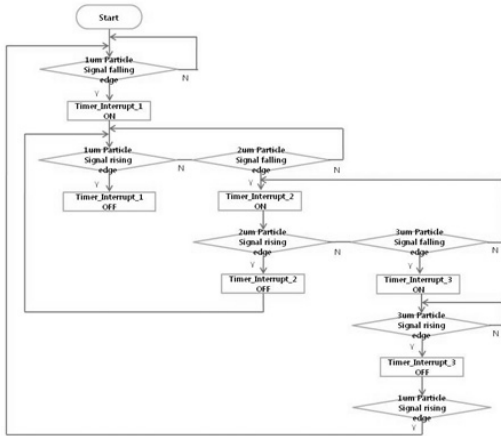 Start
1um Particle
Signal falling
edge
N
Y
Timer_Interrupt_1
ON
1um Particle
Signal rising
edge
N
2um Particle
Signal falling
edge
N
Y
Y
Timer_Interrupt_1
OFF
Timer_Interrupt_2
ON
2um Particle
Signal rising
edge
N
3um Particle
Signal falling
edge
N
Y
Y
Timer_Interrupt_2
OFF
Timer_Interrupt_3
ON
3um Particle
Signal rising
edge
N
Y
Timer_Interrupt_3
OFF
1um Particle
Signal rising
edge
Y